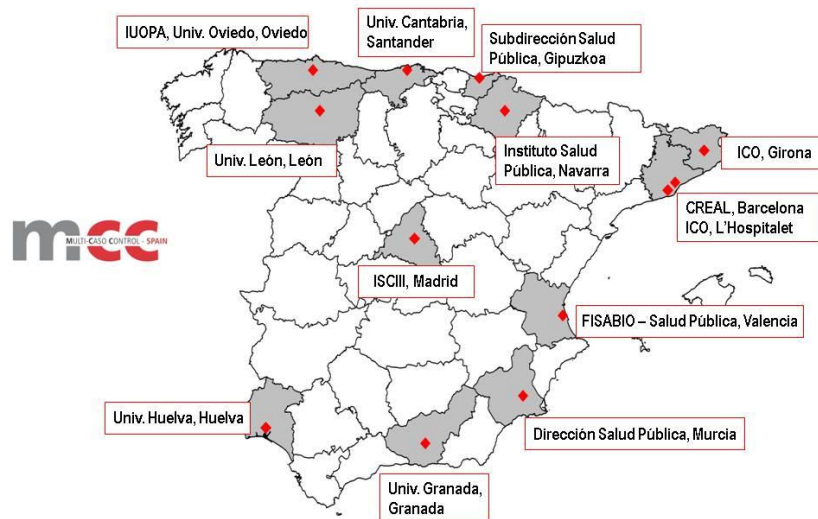 IUOPA, Univ. Oviedo, Oviedo
Univ. Cantabria,
Santander
Subdirección Salud
Pública, Gipuzkoa
Univ. León, León
Instituto Salud
Pública, Navarra
ICO, Girona
CREAL, Barcelona
ICO, L'Hospitalet
mcc
MULTI-CASO CONTROL - SPAIN
ISCIII, Madrid
FISABIO – Salud Pública, Valencia
Univ. Huelva, Huelva
Dirección Salud Pública, Murcia
Univ. Granada,
Granada